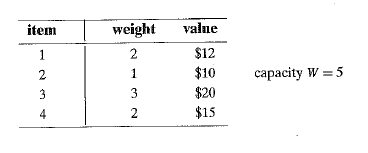 item weight value
1 2 $12
2 1 $10 capacity W = 5
3 3 $20
4 2 $15